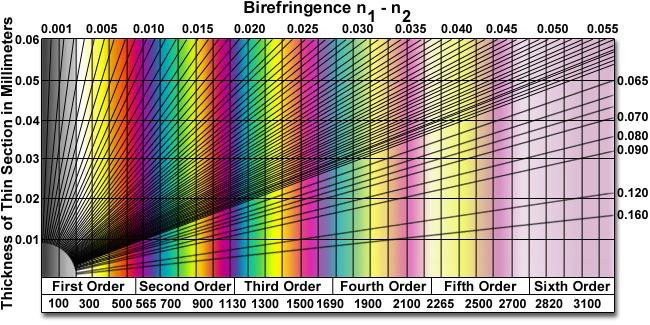 Birefringence n1 - n2
0.001 0.005 0.010 0.015 0.020 0.025 0.030 0.035 0.040 0.045 0.050 0.055
Thickness of Thin Section in Millimeters
0.06
0.05
0.04
0.03
0.02
0.01
0.065
0.070
0.080
0.090
0.120
0.160
First Order Second Order Third Order Fourth Order Fifth Order Sixth Order
100 300 500 565 700 900 1130 1300 1500 1690 1900 2100 2265 2500 2700 2820 3100